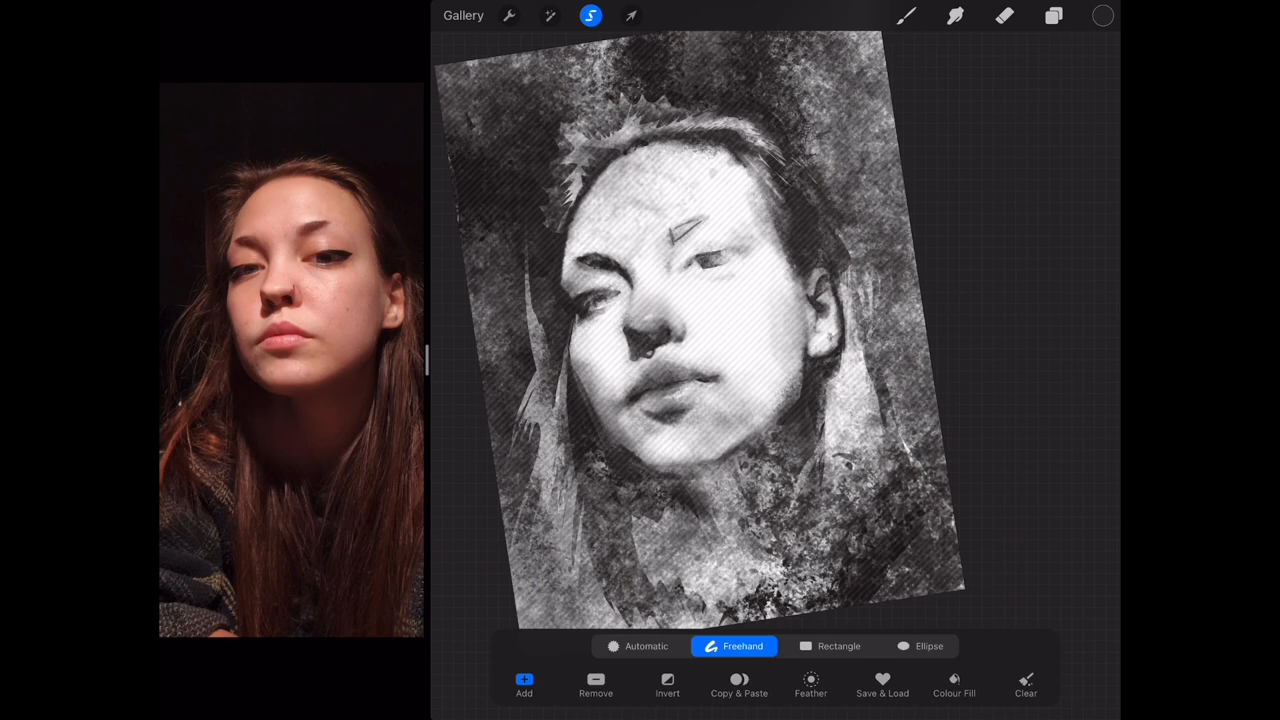 Gallery
Automatic Freehand Rectangle Ellipse
Add Remove Invert Copy & Paste Feather Save & Load Colour Fill Clear